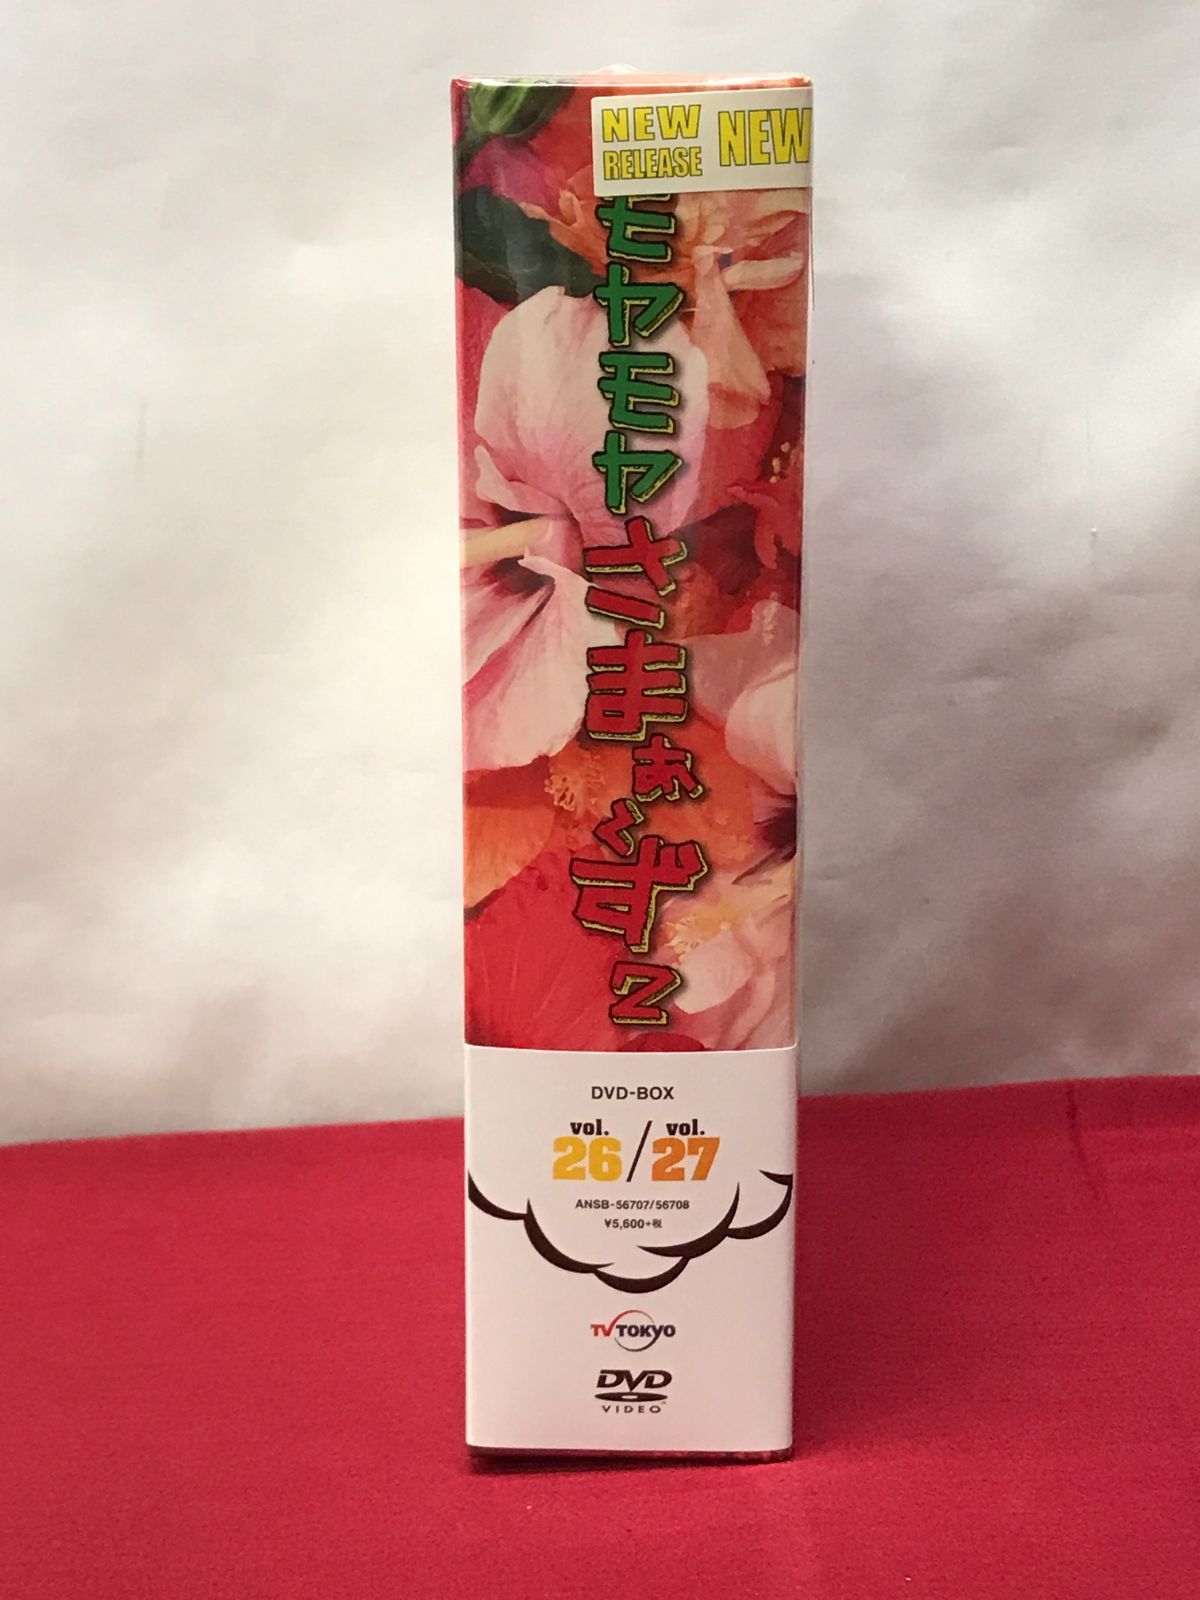 NEW RELEASE NEW
モヤモヤさまぁ～ず2
DVD-BOX
vol. 26/vol. 27
ANSB-56707/56708
¥5,600+税
TV TOKYO
DVD
VIDEO